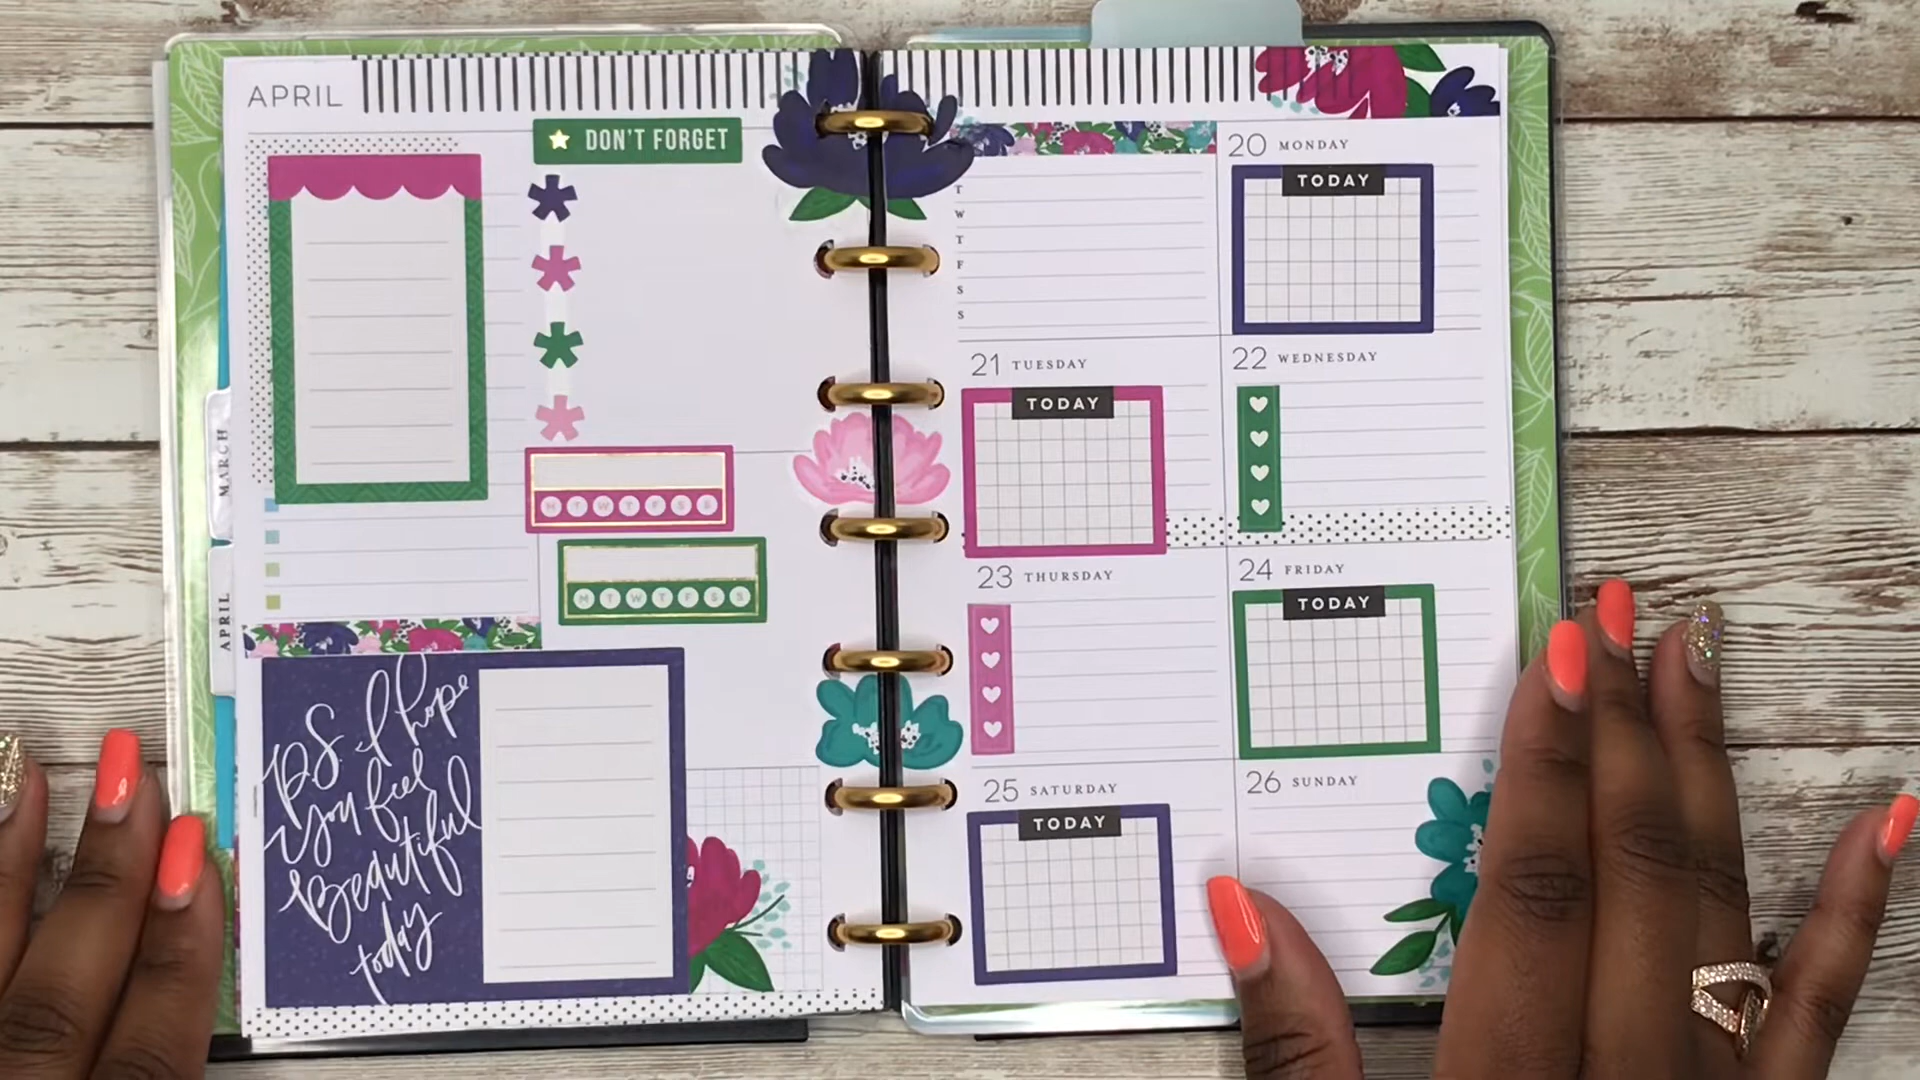 APRIL
DON'T FORGET
MARCH
APRIL
M T W T F S S
M T W T F S S
P.S. I hope
you feel
Beautiful
today
T
W
T
F
S
S
20 MONDAY
TODAY
21 TUESDAY
TODAY
22 WEDNESDAY
23 THURSDAY
24 FRIDAY
TODAY
25 SATURDAY
TODAY
26 SUNDAY